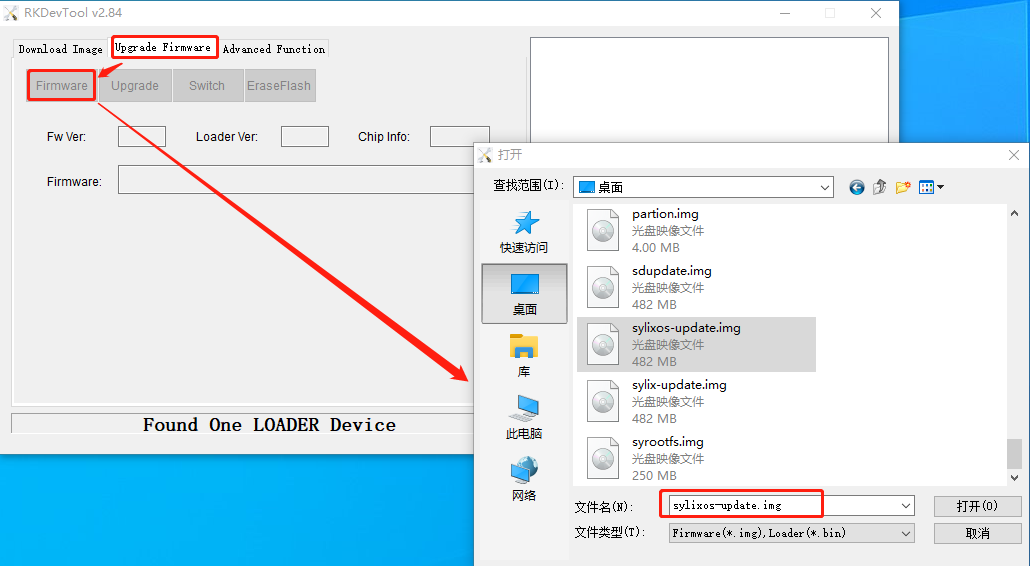 RKDevTool v2.84
Download Image Upgrade Firmware Advanced Function
Firmware Upgrade Switch EraseFlash
Fw Ver: Loader Ver: Chip Info:
Firmware:
Found One LOADER Device
打开
查找范围(I): 桌面
快速访问
桌面
库
此电脑
网络
partion.img
光盘映像文件
4.00 MB
sdupdate.img
光盘映像文件
482 MB
sylixos-update.img
光盘映像文件
482 MB
sylix-update.img
光盘映像文件
482 MB
syrootfs.img
光盘映像文件
250 MB
文件名(N): sylixos-update.img 打开(O)
文件类型(T): Firmware(*.img),Loader(*.bin) 取消